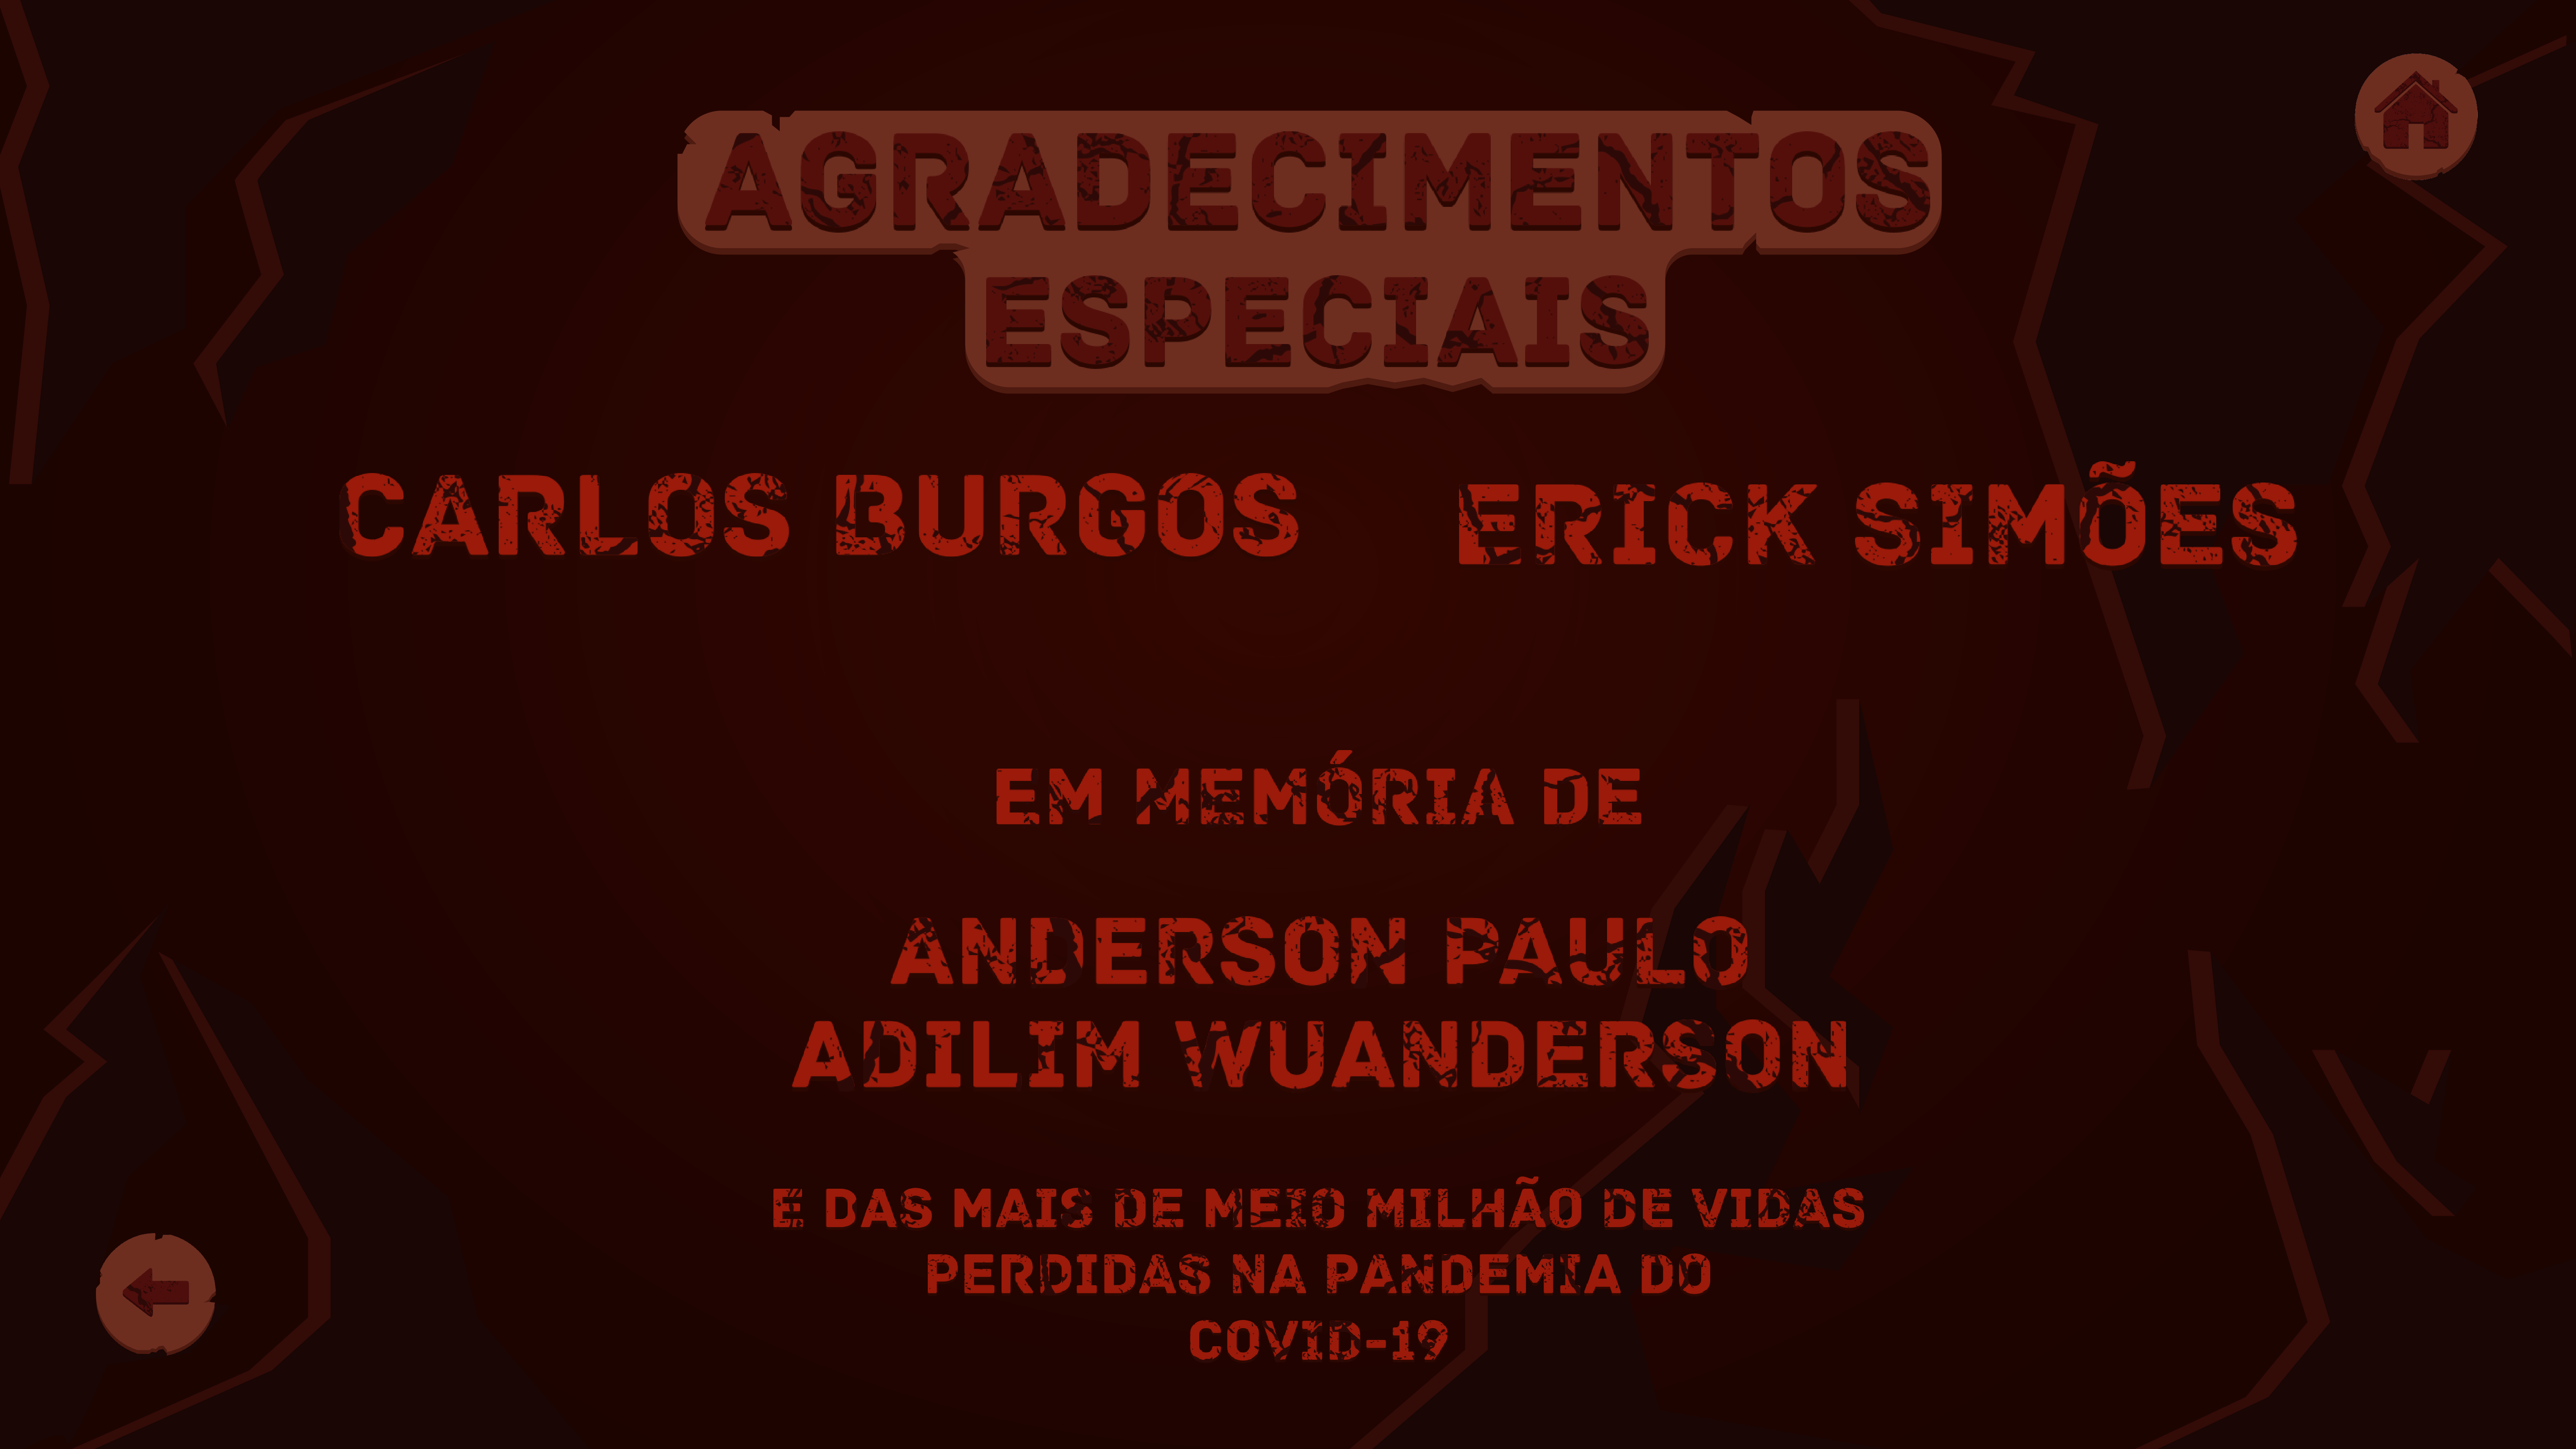 AGRADECIMENTOS
ESPECIAIS
CARLOS BURGOS
ERICK SIMÕES
EM MEMÓRIA DE
ANDERSON PAULO
ADILIM WUANDERSON
E DAS MAIS DE MEIO MILHÃO DE VIDAS
PERDIDAS NA PANDEMIA DO
COVID-19